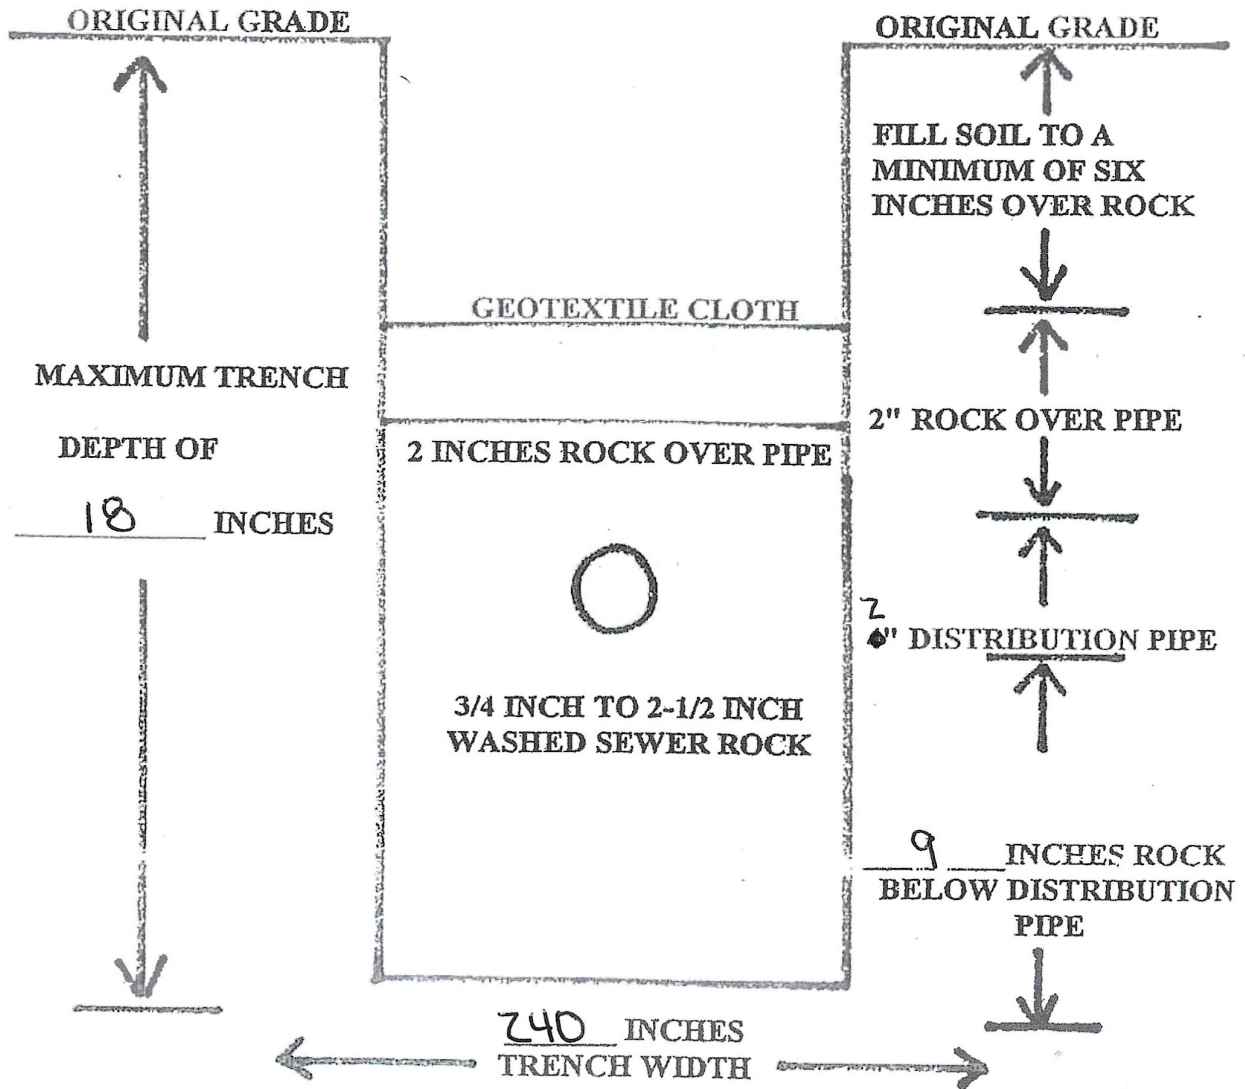 ORIGINAL GRADE
ORIGINAL GRADE
FILL SOIL TO A
MINIMUM OF SIX
INCHES OVER ROCK
GEOTEXTILE CLOTH
MAXIMUM TRENCH
DEPTH OF
18 INCHES
2 INCHES ROCK OVER PIPE
2" ROCK OVER PIPE
2
" DISTRIBUTION PIPE
3/4 INCH TO 2-1/2 INCH
WASHED SEWER ROCK
9 INCHES ROCK
BELOW DISTRIBUTION
PIPE
240 INCHES
TRENCH WIDTH